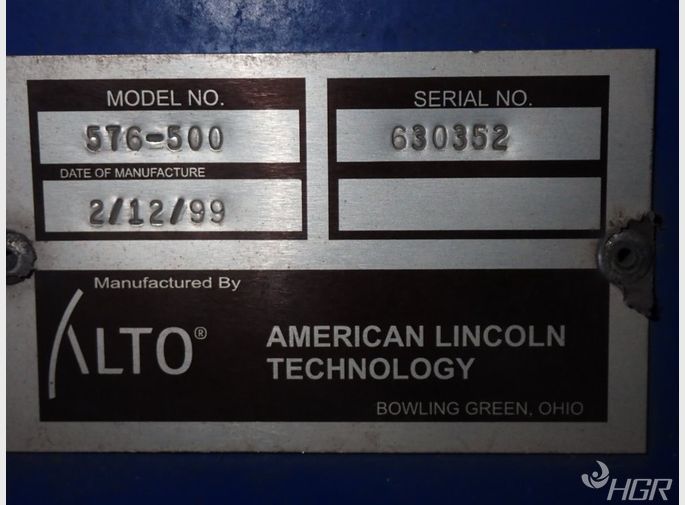 MODEL NO.
576-500
SERIAL NO.
630352
DATE OF MANUFACTURE
2/12/99
Manufactured By
ALTO®
AMERICAN LINCOLN
TECHNOLOGY
BOWLING GREEN, OHIO
HGR